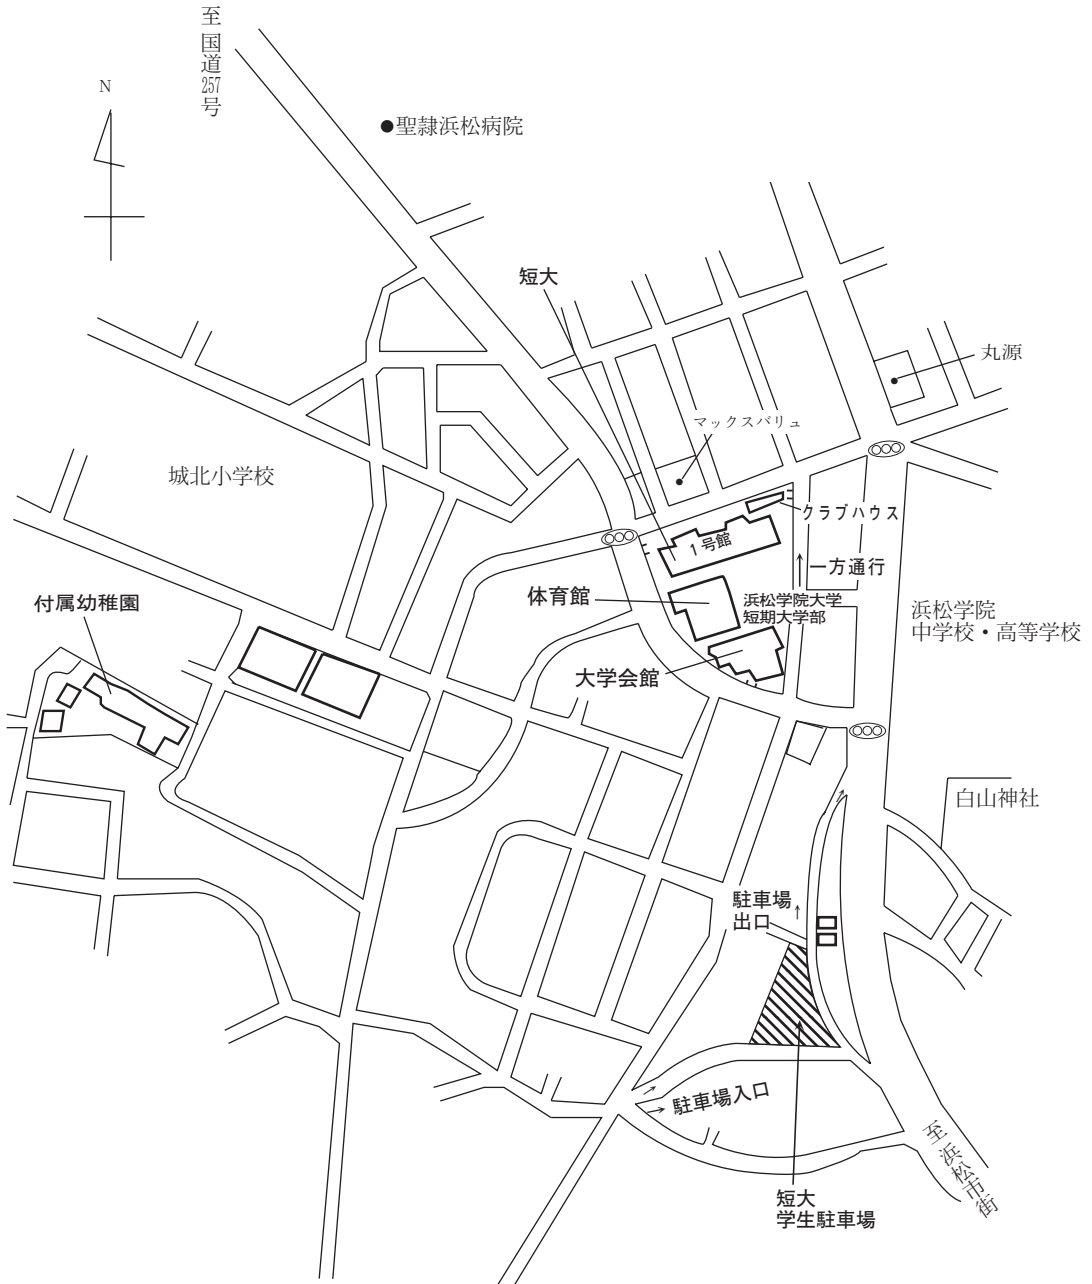 至国道257号
N
●聖隷浜松病院
短大
丸源
マックスバリュ
城北小学校
クラブハウス
1号館
一方通行
付属幼稚園
体育館
浜松学院大学
短期大学部
浜松学院
中学校・高等学校
大学会館
白山神社
駐車場
出口
駐車場入口
至浜松市街
短大
学生駐車場